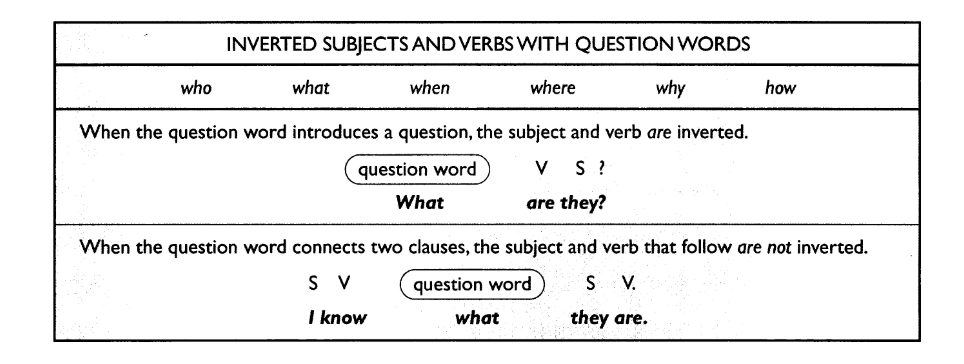 INVERTED SUBJECTS AND VERBS WITH QUESTION WORDS
who what when where why how
When the question word introduces a question, the subject and verb are inverted.
question word V S ?
What are they?
When the question word connects two clauses, the subject and verb that follow are not inverted.
S V question word S V.
I know what they are.